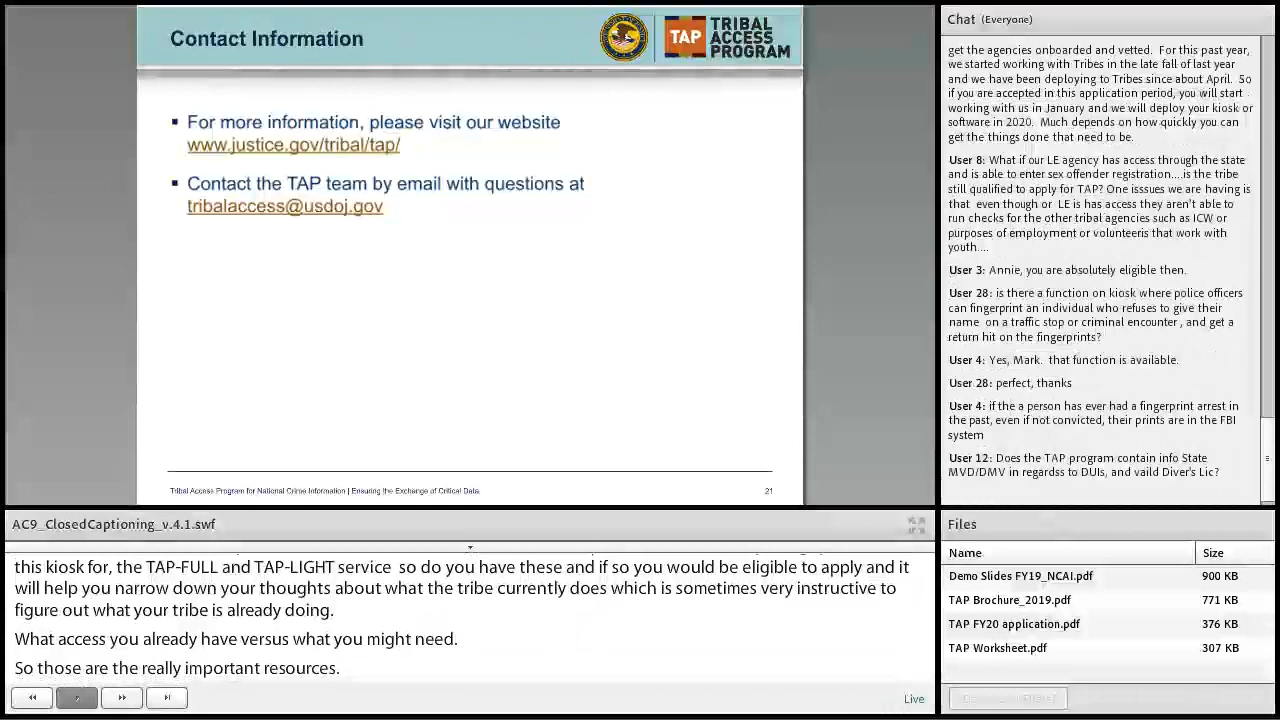 Contact Information
TAP
TRIBAL
ACCESS
PROGRAM
▪ For more information, please visit our website
www.justice.gov/tribal/tap/
▪ Contact the TAP team by email with questions at
tribalaccess@usdoj.gov
Tribal Access Program for National Crime Information | Ensuring the Exchange of Critical Data
21
Chat (Everyone)
get the agencies onboarded and vetted. For this past year,
we started working with Tribes in the late fall of last year
and we have been deploying to Tribes since about April. So
if you are accepted in this application period, you will start
working with us in January and we will deploy your kiosk or
software in 2020. Much depends on how quickly you can
get the things done that need to be.
User 8: What if our LE agency has access through the state
and is able to enter sex offender registration....is the tribe
still qualified to apply for TAP? One isssues we are having is
that even though or LE is has access they aren't able to
run checks for the other tribal agencies such as ICW or
purposes of employment or volunteeris that work with
youth....
User 3: Annie, you are absolutely eligible then.
User 28: is there a function on kiosk where police officers
can fingerprint an individual who refuses to give their
name on a traffic stop or criminal encounter , and get a
return hit on the fingerprints?
User 4: Yes, Mark. that function is available.
User 28: perfect, thanks
User 4: if the a person has ever had a fingerprint arrest in
the past, even if not convicted, their prints are in the FBI
system
User 12: Does the TAP program contain info State
MVD/DMV in regardss to DUIs, and vaild Diver's Lic?
AC9_ClosedCaptioning_v.4.1.swf
this kiosk for, the TAP-FULL and TAP-LIGHT service so do you have these and if so you would be eligible to apply and it
will help you narrow down your thoughts about what the tribe currently does which is sometimes very instructive to
figure out what your tribe is already doing.
What access you already have versus what you might need.
So those are the really important resources.
Live
Files
Name Size
Demo Slides FY19_NCAI.pdf 900 KB
TAP Brochure_2019.pdf 771 KB
TAP FY20 application.pdf 376 KB
TAP Worksheet.pdf 307 KB